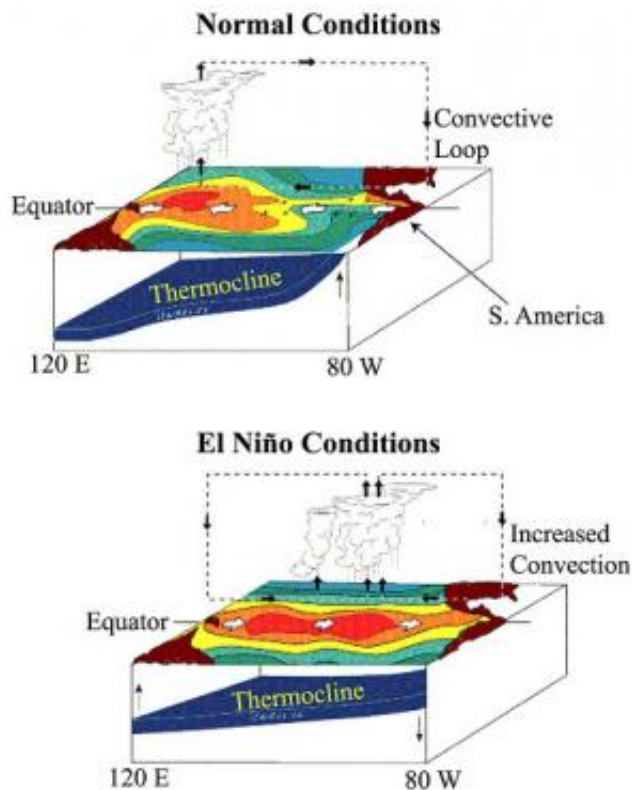 Normal Conditions
Convective
Loop
Equator
Thermocline
S. America
120 E
80 W
El Niño Conditions
Increased
Convection
Equator
Thermocline
120 E
80 W